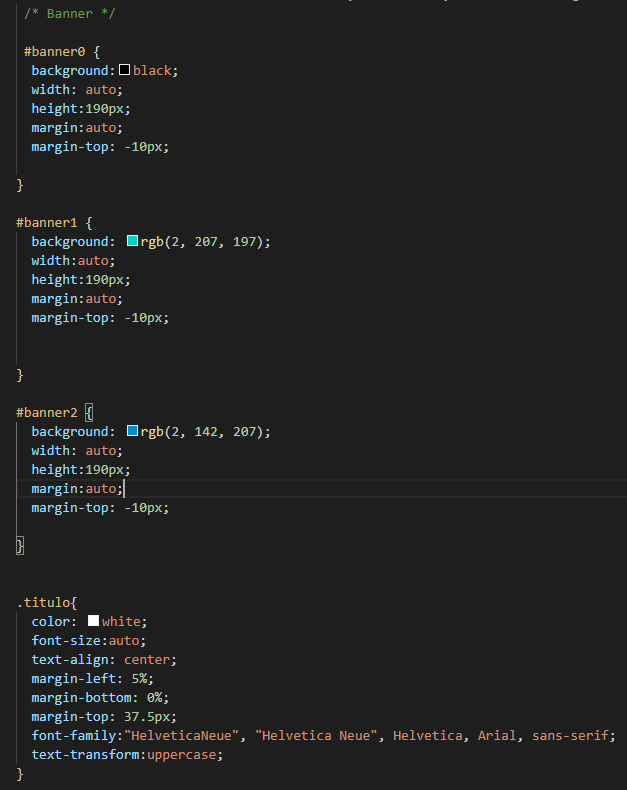 /* Banner */
#banner0 {
background: black;
width: auto;
height:190px;
margin:auto;
margin-top: -10px;
}
#banner1 {
background: rgb(2, 207, 197);
width:auto;
height:190px;
margin:auto;
margin-top: -10px;
}
#banner2 {
background: rgb(2, 142, 207);
width: auto;
height:190px;
margin:auto;
margin-top: -10px;
}
.titulo{
color: white;
font-size:auto;
text-align: center;
margin-left: 5%;
margin-bottom: 0%;
margin-top: 37.5px;
font-family:"HelveticaNeue", "Helvetica Neue", Helvetica, Arial, sans-serif;
text-transform:uppercase;
}